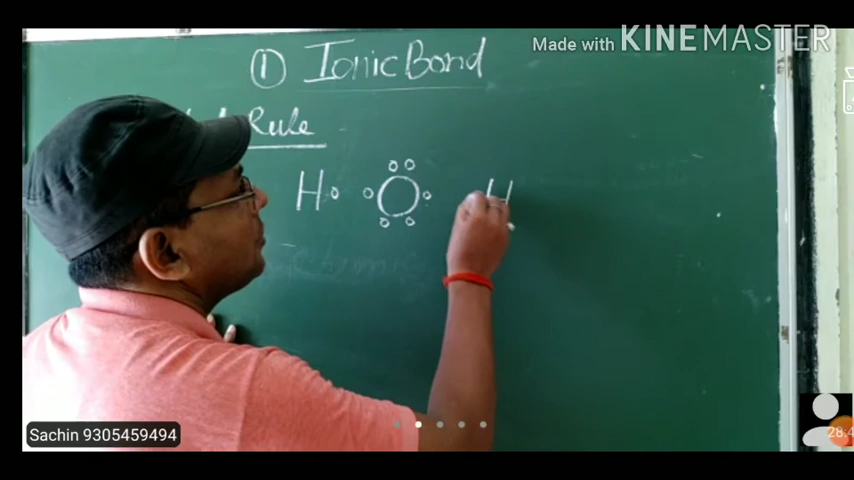 Made with KINEMASTER
① Ionic Bond
Rule
H O H
Sachin 9305459494